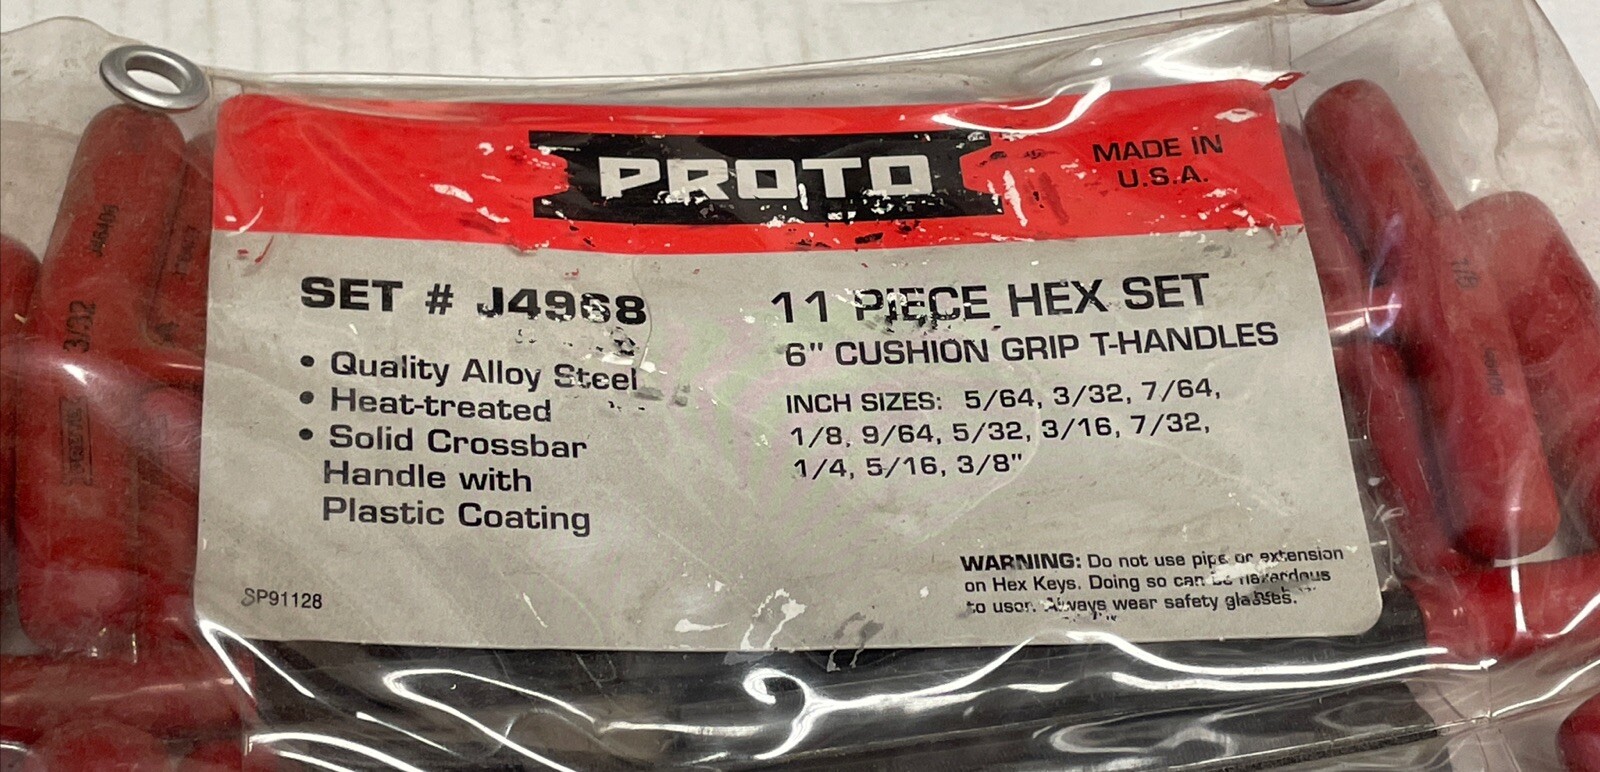 PROTO
MADE IN
U.S.A.
SET # J4968
• Quality Alloy Steel
• Heat-treated
• Solid Crossbar
Handle with
Plastic Coating
SP91128
11 PIECE HEX SET
6" CUSHION GRIP T-HANDLES
INCH SIZES: 5/64, 3/32, 7/64,
1/8, 9/64, 5/32, 3/16, 7/32,
1/4, 5/16, 3/8"
WARNING: Do not use pipe or extension
on Hex Keys. Doing so can be hazardous
to user. Always wear safety glasses.
3/32